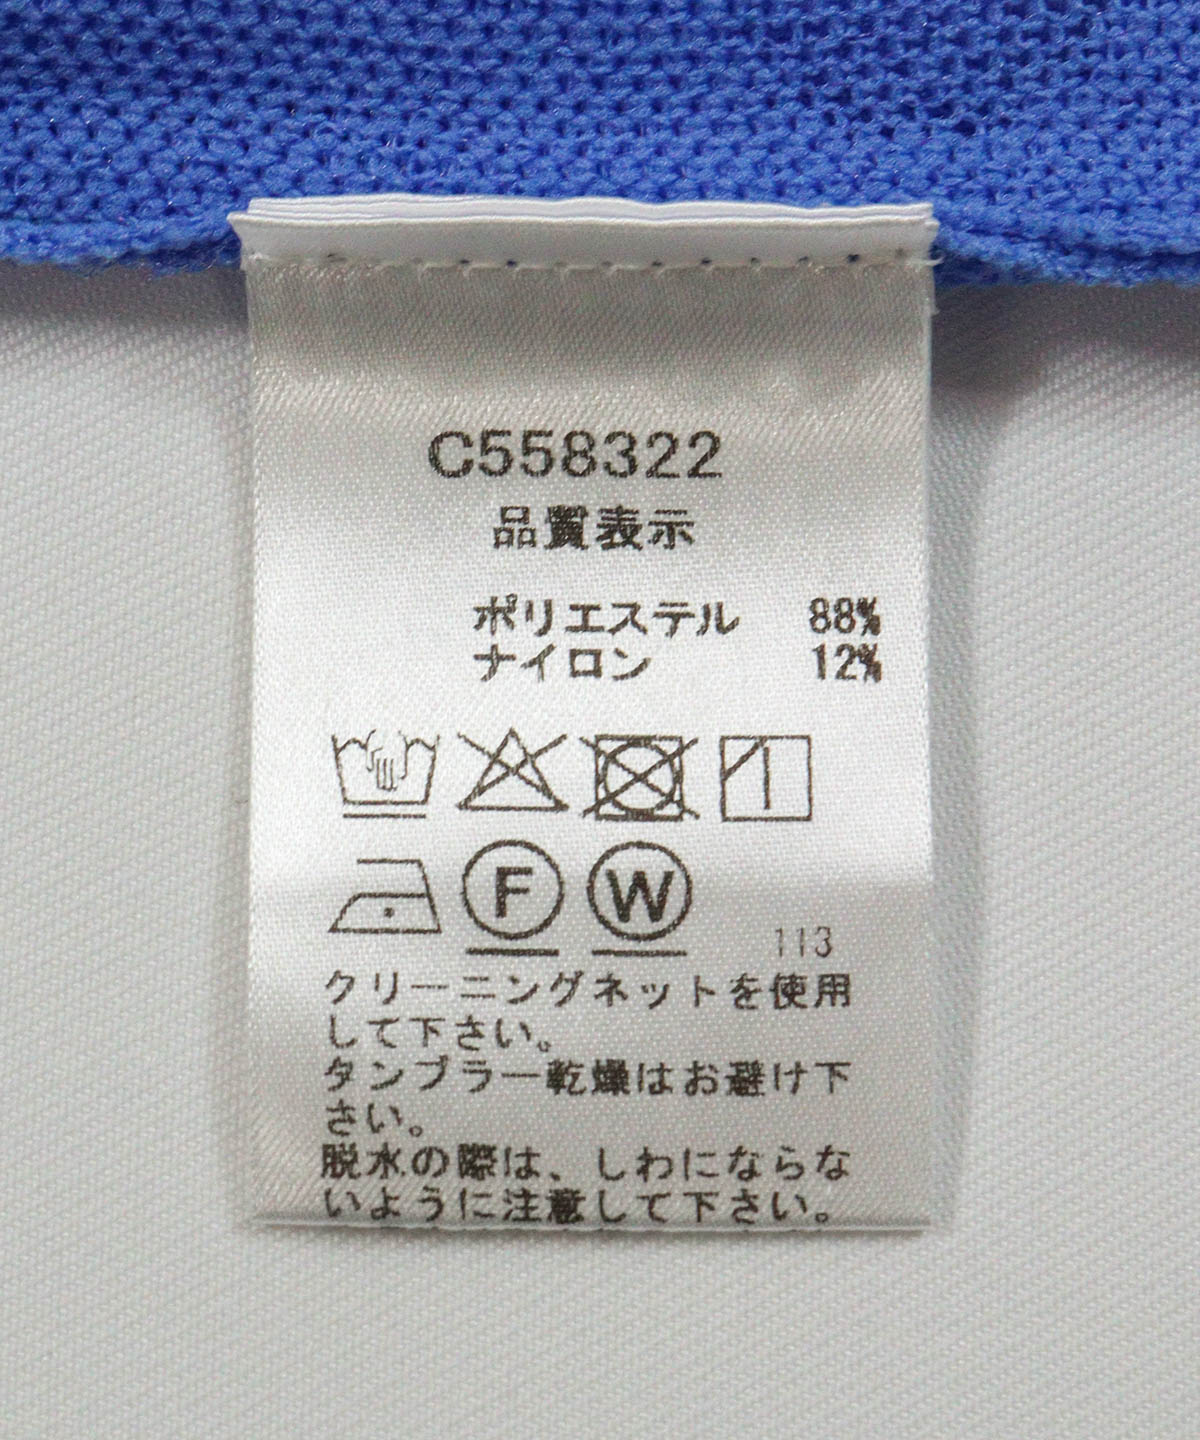 C558322
品質表示
ポリエステル 88%
ナイロン 12%
F W 113
クリーニングネットを使用
して下さい。
タンブラー乾燥はお避け下
さい。
脱水の際は、しわにならな
いように注意して下さい。